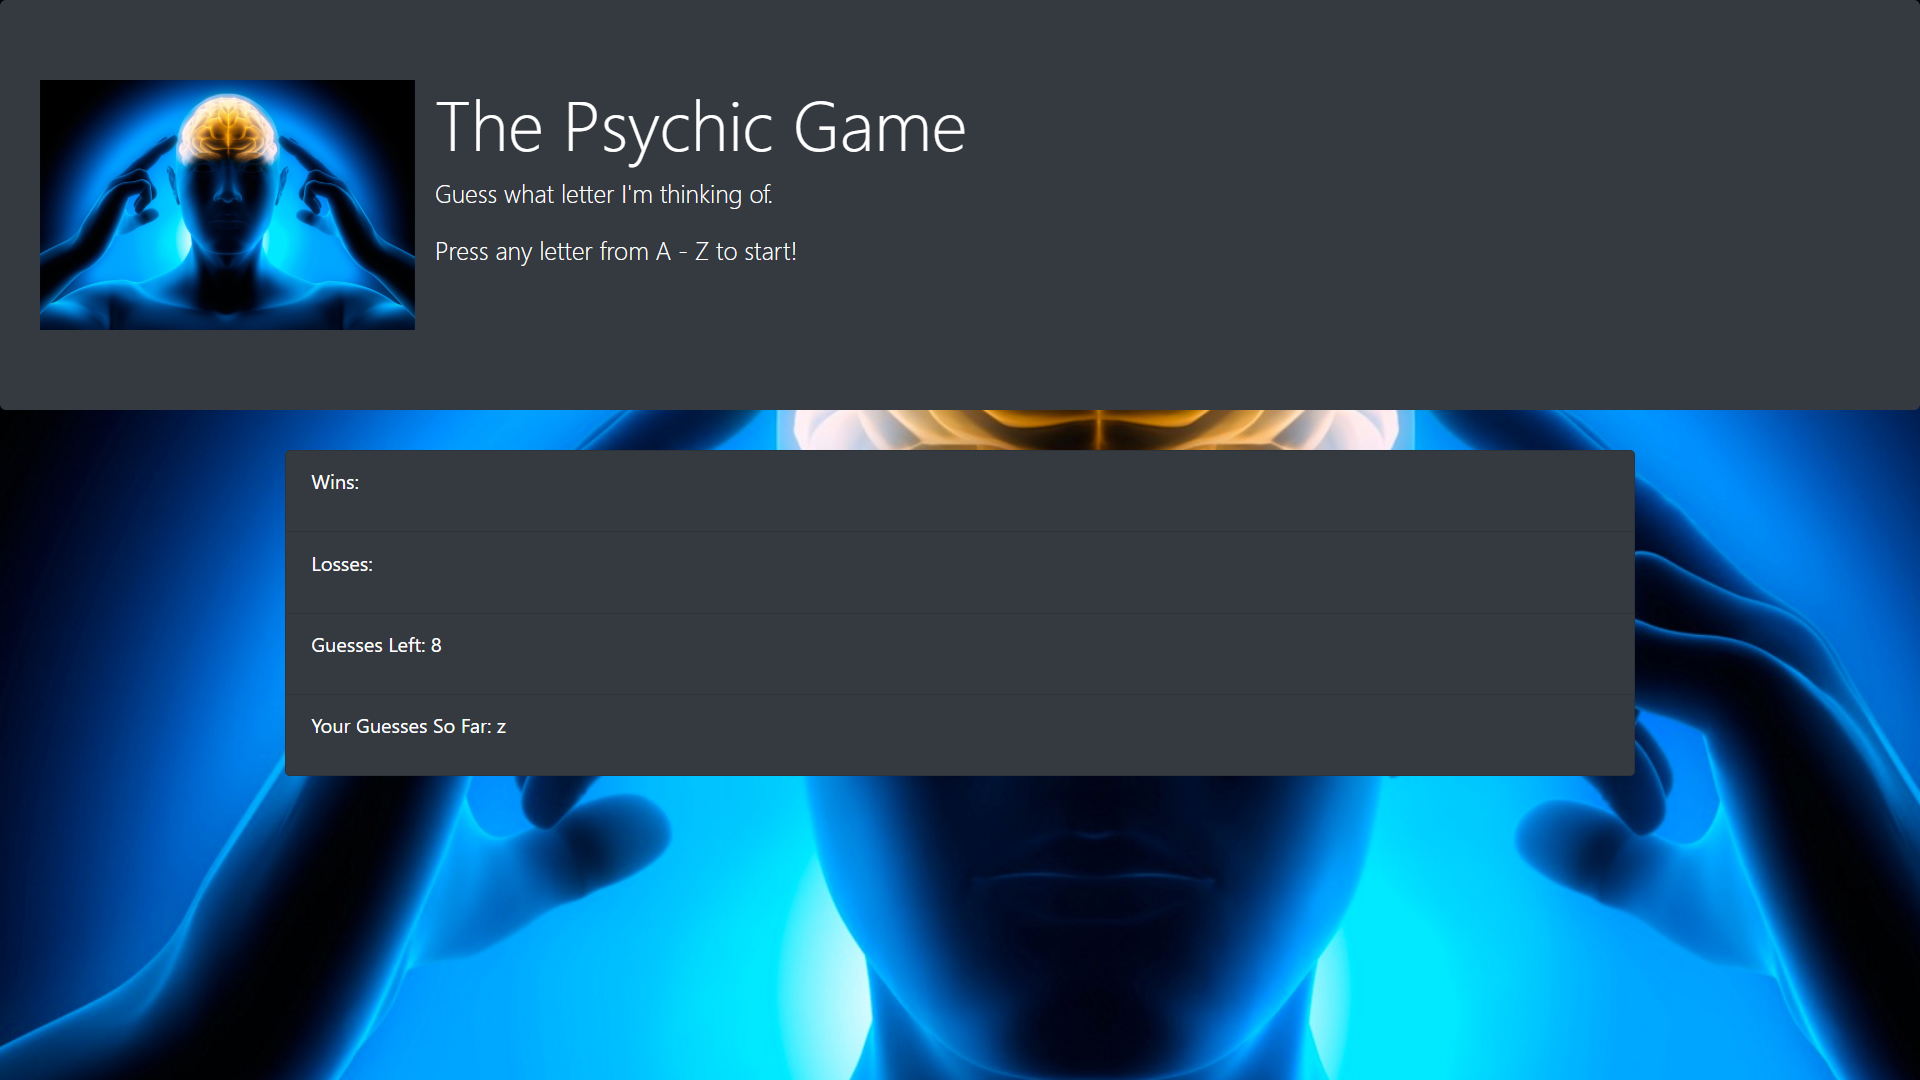 The Psychic Game
Guess what letter I'm thinking of.
Press any letter from A - Z to start!
Wins:
Losses:
Guesses Left: 8
Your Guesses So Far: z